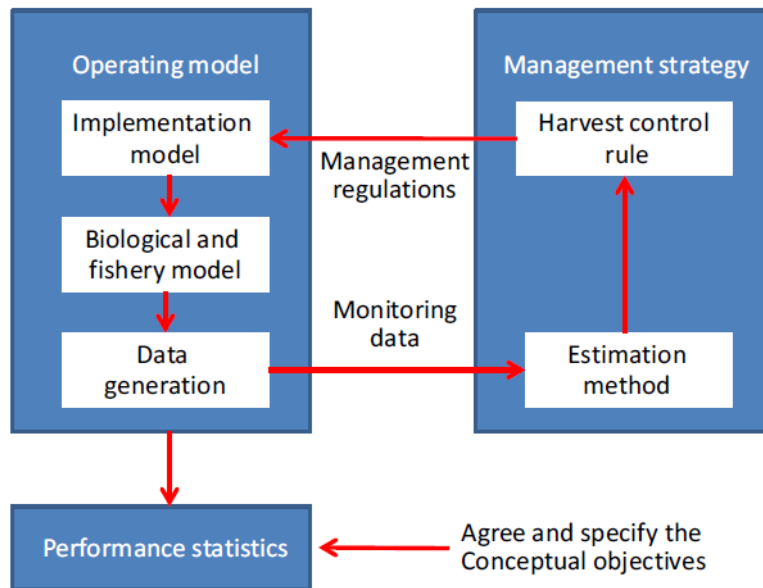 Operating model
Implementation
model
Biological and
fishery model
Data
generation
Management
regulations
Monitoring
data
Management strategy
Harvest control
rule
Estimation
method
Performance statistics
Agree and specify the
Conceptual objectives